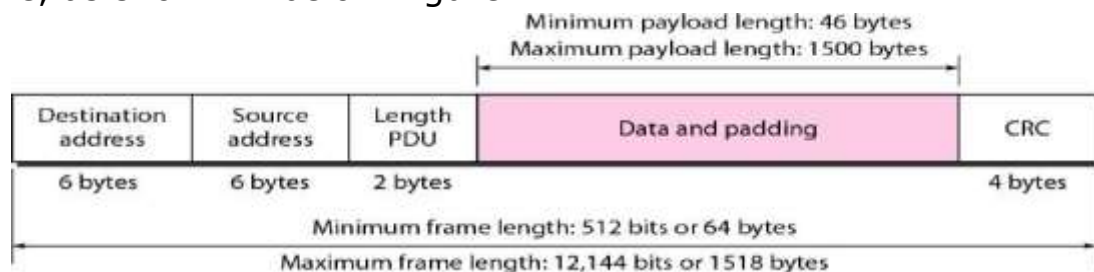 Minimum payload length: 46 bytes
Maximum payload length: 1500 bytes
Destination address
Source address
Length PDU
Data and padding
CRC
6 bytes
6 bytes
2 bytes
4 bytes
Minimum frame length: 512 bits or 64 bytes
Maximum frame length: 12,144 bits or 1518 bytes